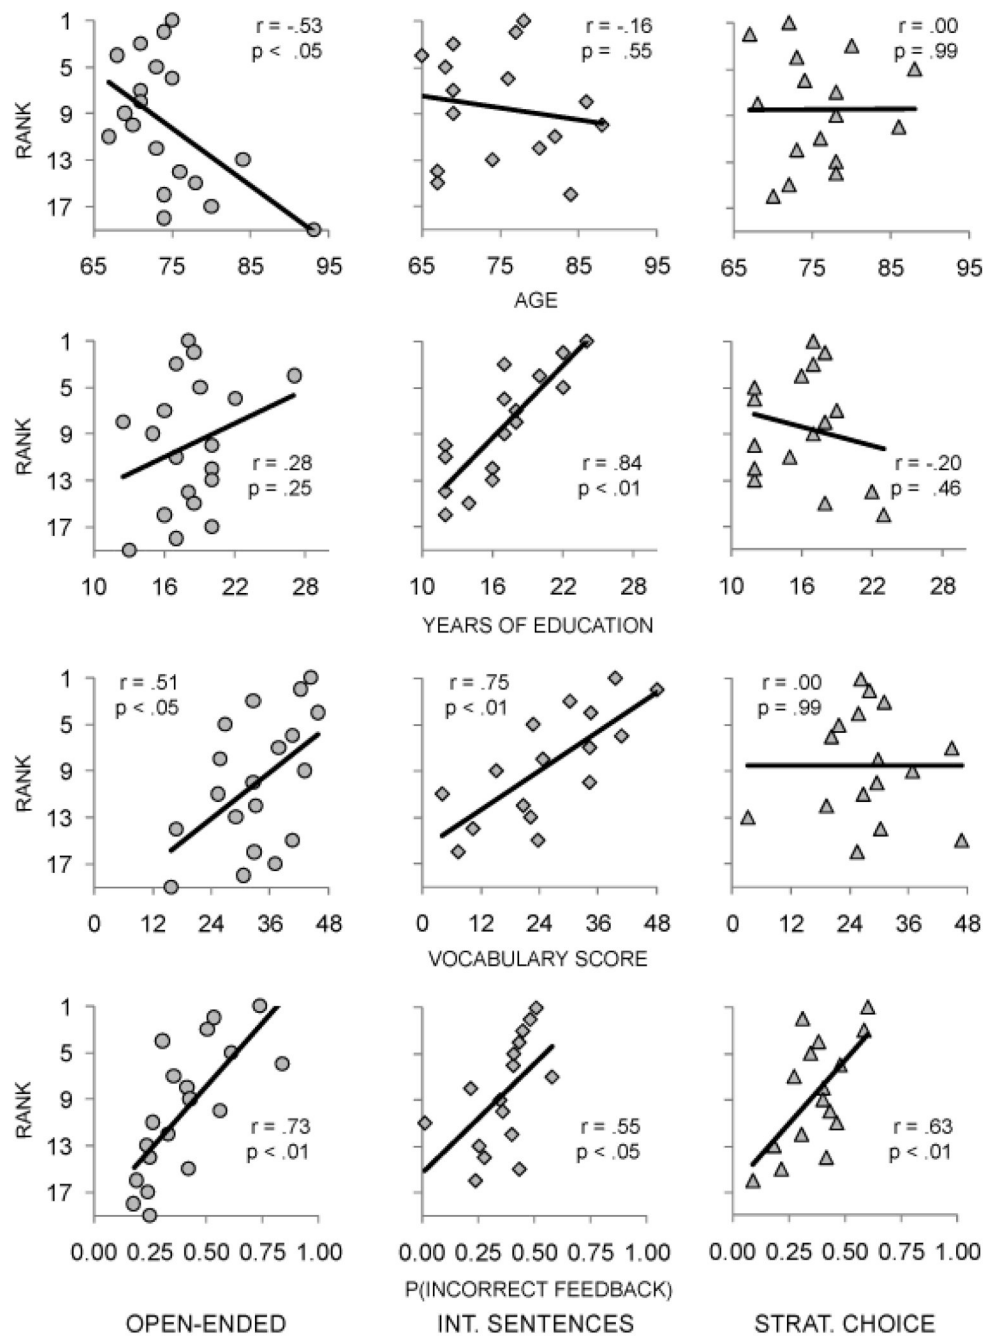 1
5
9
13
17
RANK
r = -.53
p < .05
r = -.16
p = .55
r = .00
p = .99
65 75 85 95
65 75 85 95
65 75 85 95
AGE
1
5
9
13
17
RANK
r = .28
p = .25
r = .84
p < .01
r = -.20
p = .46
10 16 22 28
10 16 22 28
10 16 22 28
YEARS OF EDUCATION
1
5
9
13
17
RANK
r = .51
p < .05
r = .75
p < .01
r = .00
p = .99
0 12 24 36 48
0 12 24 36 48
0 12 24 36 48
VOCABULARY SCORE
1
5
9
13
17
RANK
r = .73
p < .01
r = .55
p < .05
r = .63
p < .01
0.00 0.25 0.50 0.75 1.00
0.00 0.25 0.50 0.75 1.00
0.00 0.25 0.50 0.75 1.00
P(INCORRECT FEEDBACK)
OPEN-ENDED
INT. SENTENCES
STRAT. CHOICE